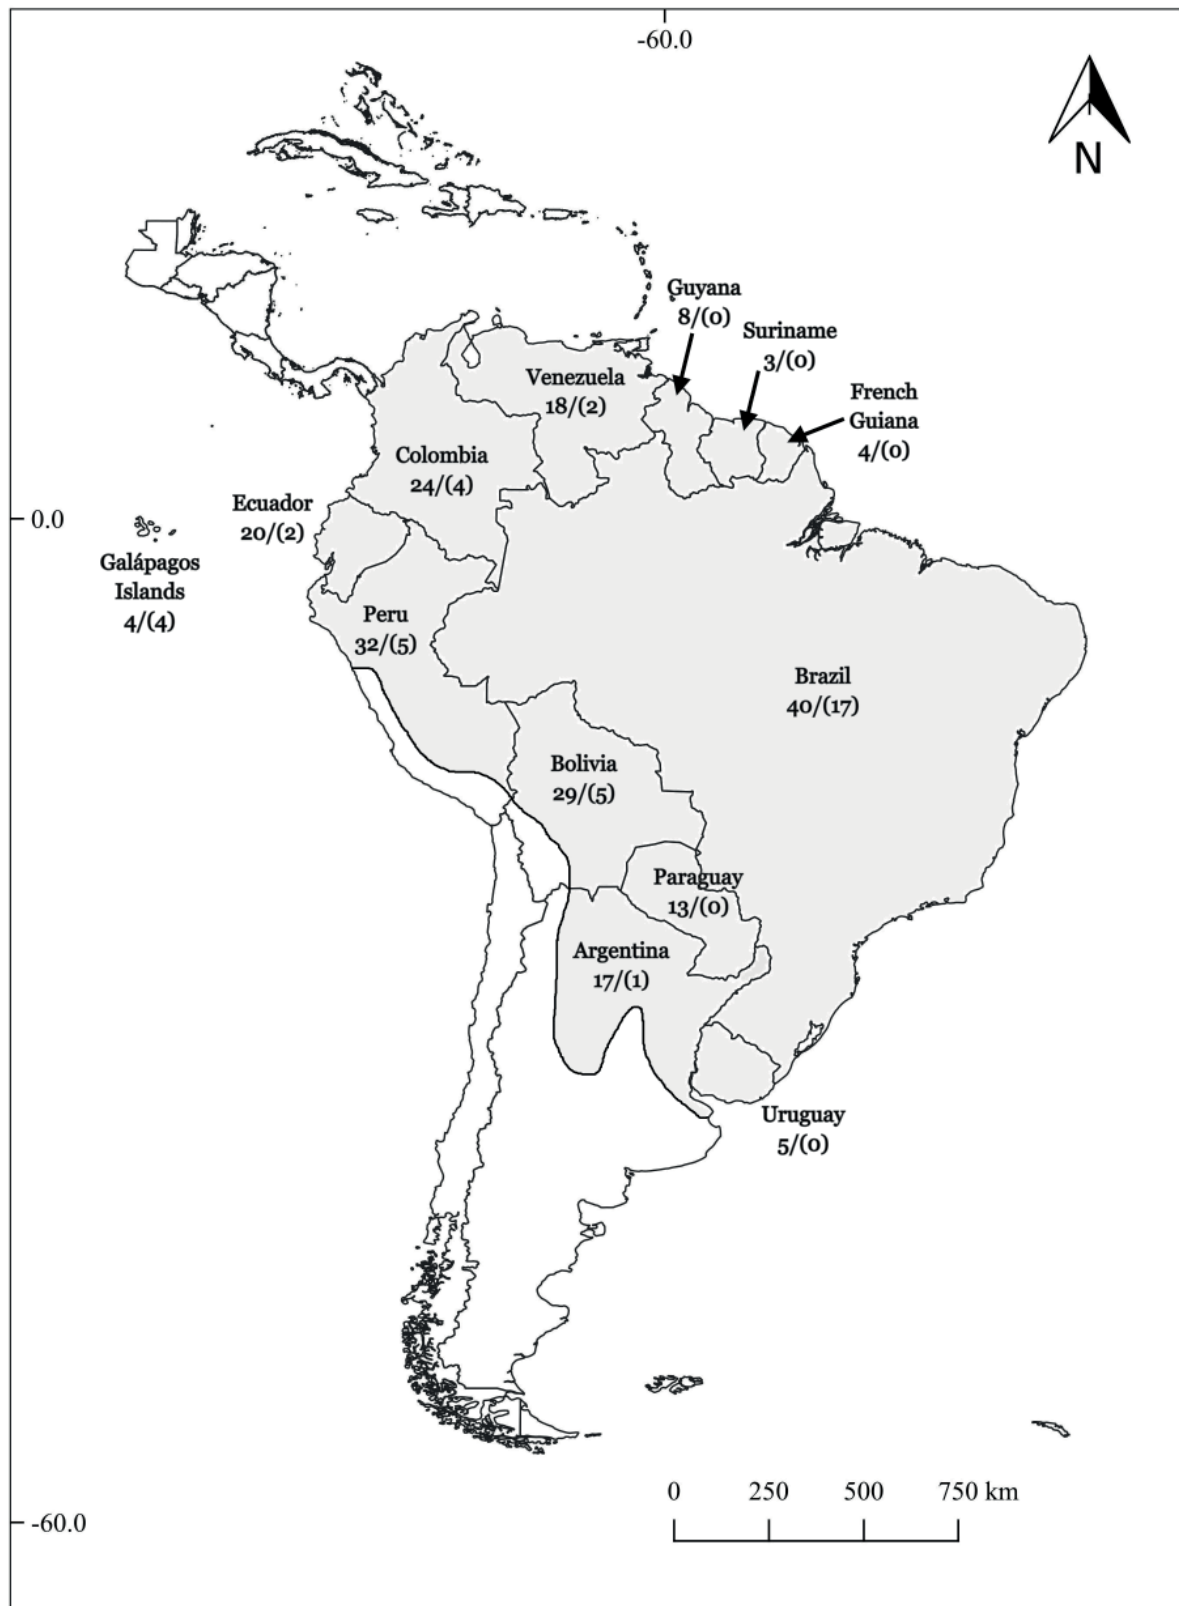 -60.0
N
Guyana
8/(0)
Suriname
3/(0)
French
Guiana
4/(0)
Venezuela
18/(2)
Colombia
24/(4)
Ecuador
20/(2)
0.0
Galápagos
Islands
4/(4)
Peru
32/(5)
Brazil
40/(17)
Bolivia
29/(5)
Paraguay
13/(0)
Argentina
17/(1)
Uruguay
5/(0)
0 250 500 750 km
-60.0